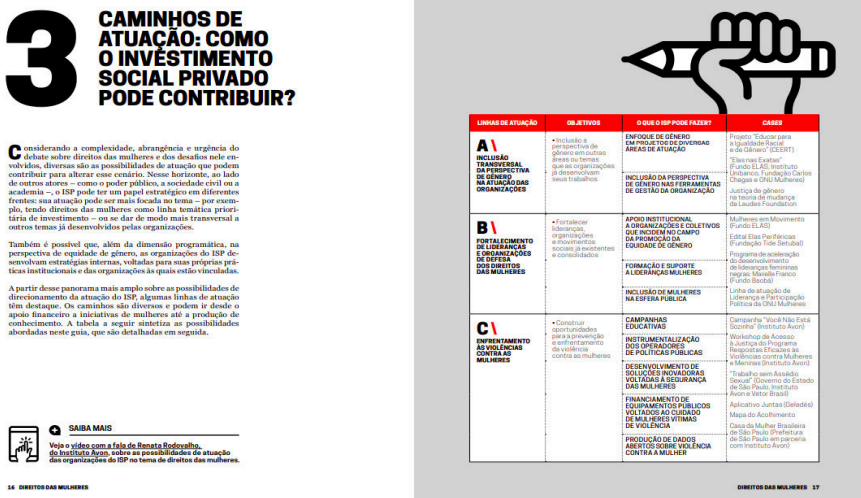 3
CAMINHOS DE
ATUAÇÃO: COMO
O INVESTIMENTO
SOCIAL PRIVADO
PODE CONTRIBUIR?
Considerando a complexidade, abrangência e urgência do
debate sobre direitos das mulheres e dos desafios nele en-
volvidos, diversas são as possibilidades de atuação que podem
contribuir para alterar esse cenário. Nesse horizonte, ao lado
de outros atores – como o poder público, a sociedade civil ou a
academia –, o ISP pode ter um papel estratégico em diferentes
frentes: sua atuação pode ser mais focada no tema – por exem-
plo, tendo direitos das mulheres como linha temática priori-
tária de investimento – ou se dar de modo mais transversal a
outros temas já desenvolvidos pelas organizações.
Também é possível que, além da dimensão programática, na
perspectiva de equidade de gênero, as organizações do ISP de-
senvolvam estratégias internas, voltadas para suas próprias prá-
ticas institucionais e das organizações às quais estão vinculadas.
A partir desse panorama mais amplo sobre as possibilidades de
direcionamento da atuação do ISP, algumas linhas de atuação
têm destaque. Os caminhos são diversos e podem ir desde o
apoio financeiro a iniciativas de mulheres até a produção de
conhecimento. A tabela a seguir sintetiza as possibilidades
abordadas neste guia, que são detalhadas em seguida.
SAIBA MAIS
Veja o vídeo com a fala de Renata Rodovalho,
do Instituto Avon, sobre as possibilidades de atuação
das organizações do ISP no tema de direitos das mulheres.
16 DIREITOS DAS MULHERES
LINHAS DE ATUAÇÃO
OBJETIVOS
O QUE O ISP PODE FAZER?
CASES
A \
INCLUSÃO
TRANSVERSAL
DA PERSPECTIVA
DE GÊNERO
NA ATUAÇÃO DAS
ORGANIZAÇÕES
• Inclusão a
perspectiva de
gênero em outras
áreas ou temas
que as organizações
já desenvolvam
seus trabalhos
ENFOQUE DE GÊNERO
EM PROJETOS DE DIVERSAS
ÁREAS DE ATUAÇÃO
INCLUSÃO DA PERSPECTIVA
DE GÊNERO NAS FERRAMENTAS
DE GESTÃO DA ORGANIZAÇÃO
Projeto "Educar para
a Igualdade Racial
e de Gênero" (CEERT)
"Elas nas Exatas"
(Fundo ELAS, Instituto
Unibanco, Fundação Carlos
Chagas e ONU Mulheres)
Justiça de gênero
na teoria de mudança
da Laudes Foundation
B \
FORTALECIMENTO
DE LIDERANÇAS
E ORGANIZAÇÕES
DE DEFESA
DOS DIREITOS
DAS MULHERES
• Fortalecer
lideranças,
organizações
e movimentos
sociais já existentes
e consolidados
APOIO INSTITUCIONAL
A ORGANIZAÇÕES E COLETIVOS
QUE INCIDEM NO CAMPO
DA PROMOÇÃO DA
EQUIDADE DE GÊNERO
FORMAÇÃO E SUPORTE
A LIDERANÇAS MULHERES
INCLUSÃO DE MULHERES
NA ESFERA PÚBLICA
Mulheres em Movimento
(Fundo ELAS)
Edital Elas Periféricas
(Fundação Tide Setubal)
Programa de aceleração
do desenvolvimento
de lideranças femininas
negras: Marielle Franco
(Fundo Baobá)
Linha de atuação de
Liderança e Participação
Política da ONU Mulheres
C \
ENFRENTAMENTO
ÀS VIOLÊNCIAS
CONTRA AS
MULHERES
• Construir
oportunidades
para a prevenção
e enfrentamento
da violência
contra as mulheres
CAMPANHAS
EDUCATIVAS
INSTRUMENTALIZAÇÃO
DOS OPERADORES
DE POLÍTICAS PÚBLICAS
DESENVOLVIMENTO DE
SOLUÇÕES INOVADORAS
VOLTADAS À SEGURANÇA
DAS MULHERES
FINANCIAMENTO DE
EQUIPAMENTOS PÚBLICOS
VOLTADOS AO CUIDADO
DE MULHERES VÍTIMAS
DE VIOLÊNCIA
PRODUÇÃO DE DADOS
ABERTOS SOBRE VIOLÊNCIA
CONTRA A MULHER
Campanha "Você Não Está
Sozinha" (Instituto Avon)
Workshop de Acesso
à Justiça do Programa
Respostas Eficazes às
Violências contra Mulheres
e Meninas (Instituto Avon)
"Trabalho sem Assédio
Sexual" (Governo do Estado
de São Paulo, Instituto
Avon e Vetor Brasil)
Aplicativo Juntas (Geledés)
Mapa do Acolhimento
Casa da Mulher Brasileira
de São Paulo (Prefeitura
de São Paulo em parceria
com Instituto Avon)
DIREITOS DAS MULHERES 17